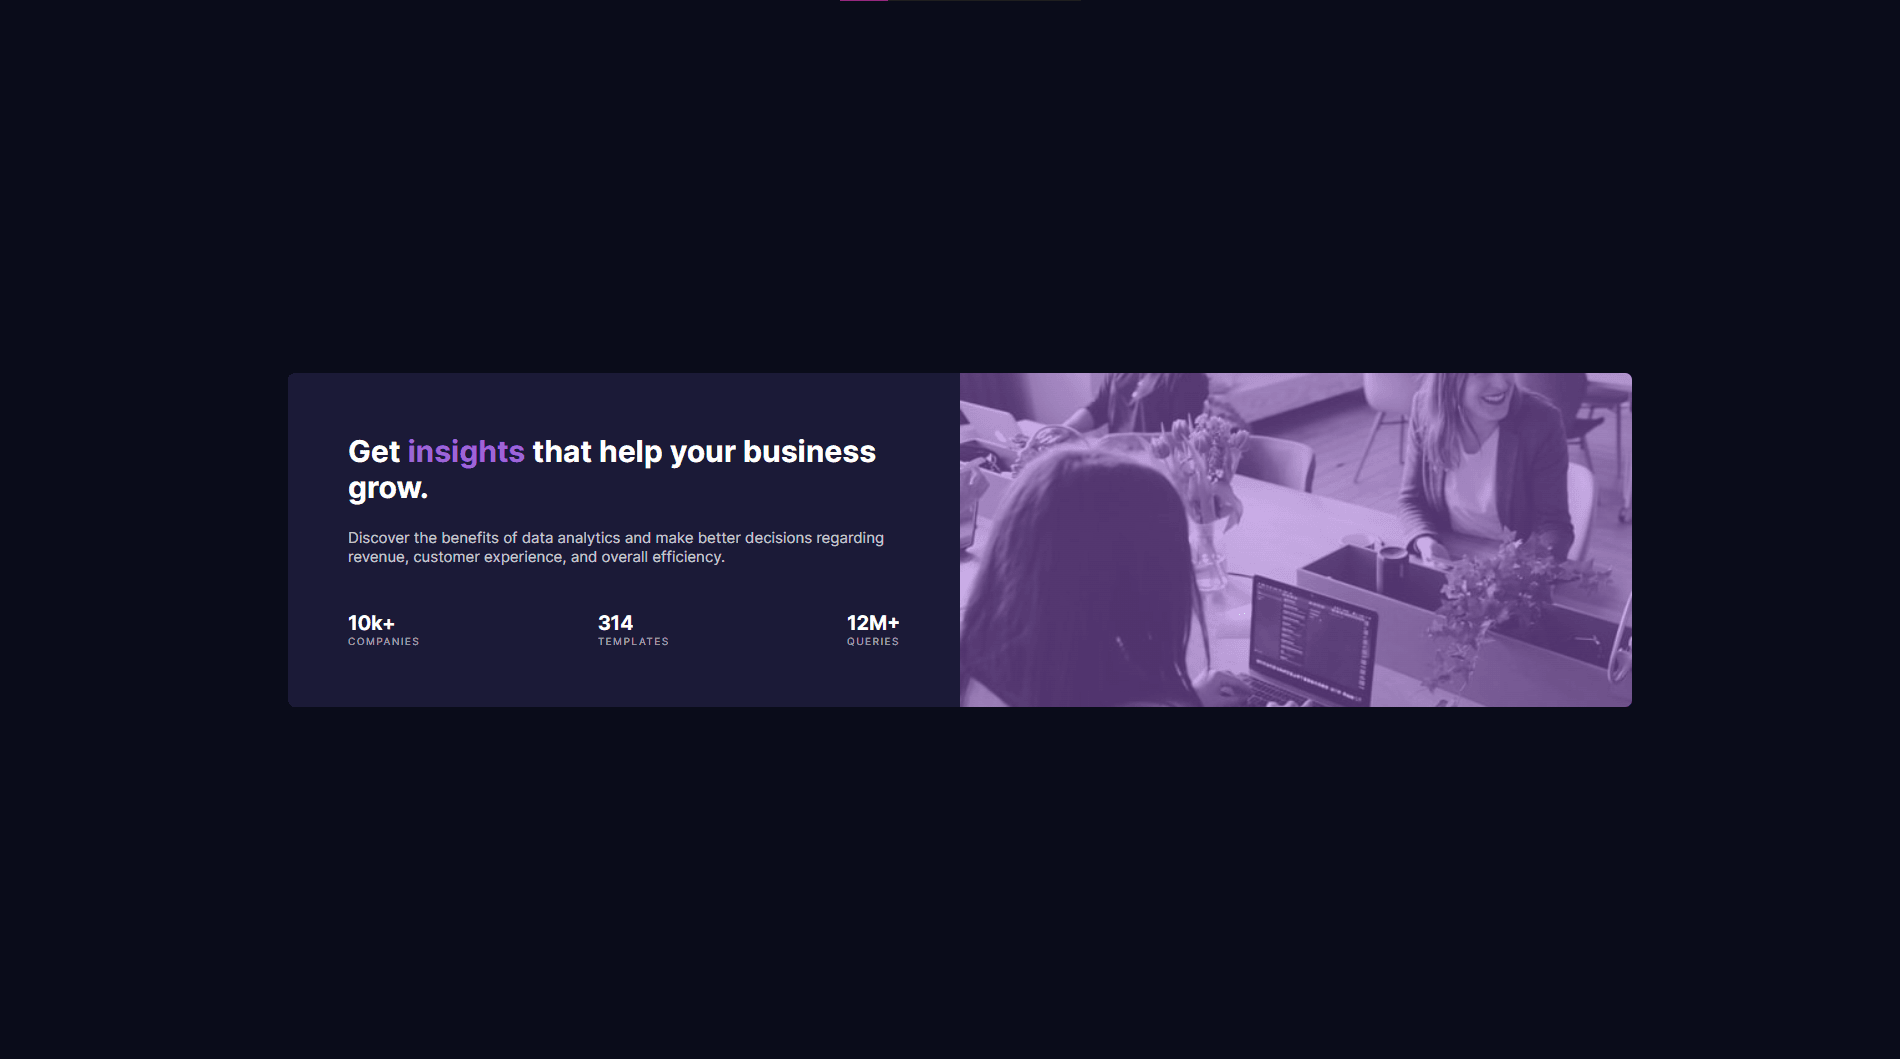 Get insights that help your business
grow.
Discover the benefits of data analytics and make better decisions regarding
revenue, customer experience, and overall efficiency.
10k+ 314 12M+
COMPANIES TEMPLATES QUERIES